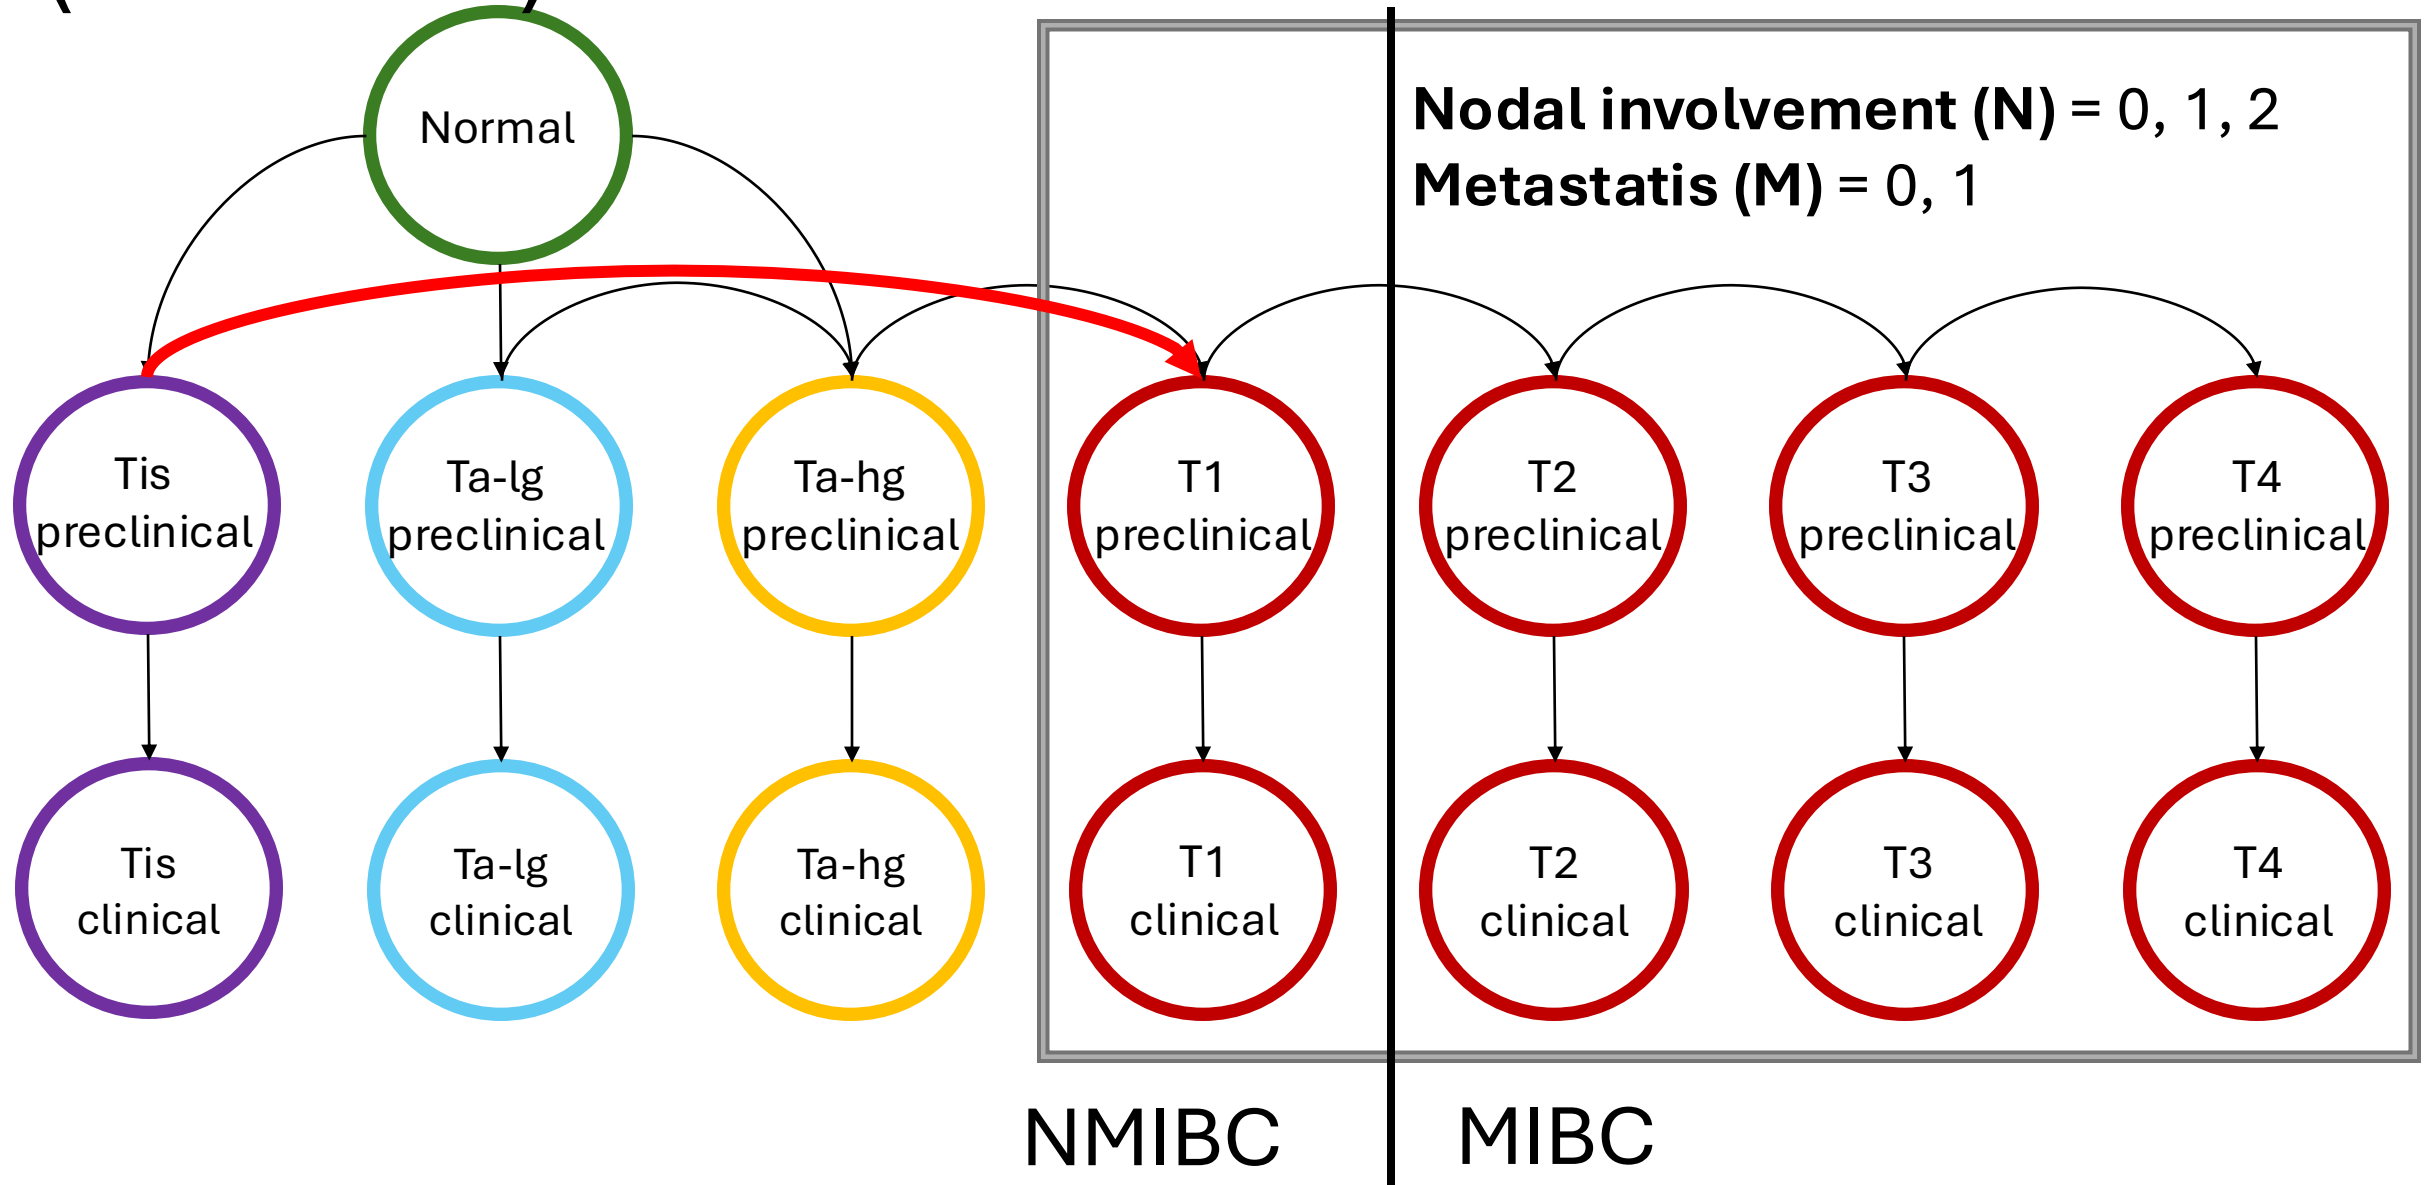 Normal
Nodal involvement (N) = 0, 1, 2
Metastatis (M) = 0, 1
Tis
preclinical
Ta-lg
preclinical
Ta-hg
preclinical
T1
preclinical
T2
preclinical
T3
preclinical
T4
preclinical
Tis
clinical
Ta-lg
clinical
Ta-hg
clinical
T1
clinical
T2
clinical
T3
clinical
T4
clinical
NMIBC
MIBC